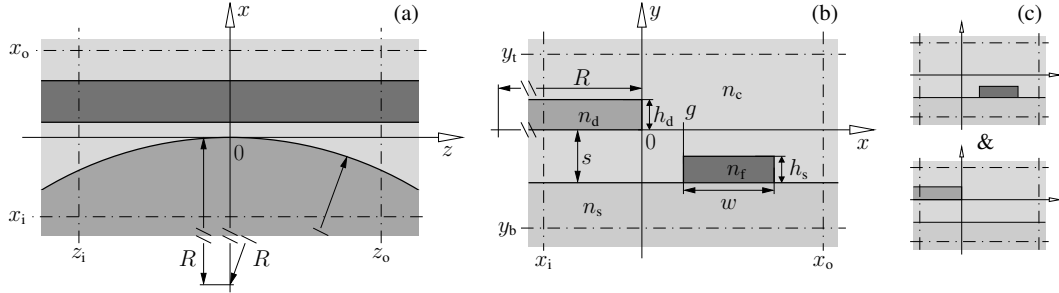 x
(a)
x_o
0
z
x_i
z_i
R
R
z_o
y
(b)
y_t
R
n_c
n_d
h_d
g
0
x
s
n_f
h_s
w
n_s
y_b
x_i
x_o
(c)
&